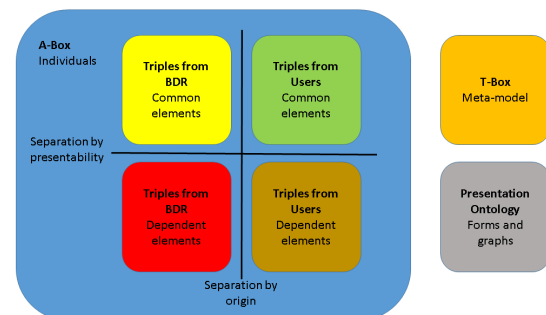 A-Box
Individuals
Triples from
BDR
Common
elements
Triples from
Users
Common
elements
T-Box
Meta-model
Separation by
presentability
Triples from
BDR
Dependent
elements
Triples from
Users
Dependent
elements
Presentation
Ontology
Forms and
graphs
Separation by
origin